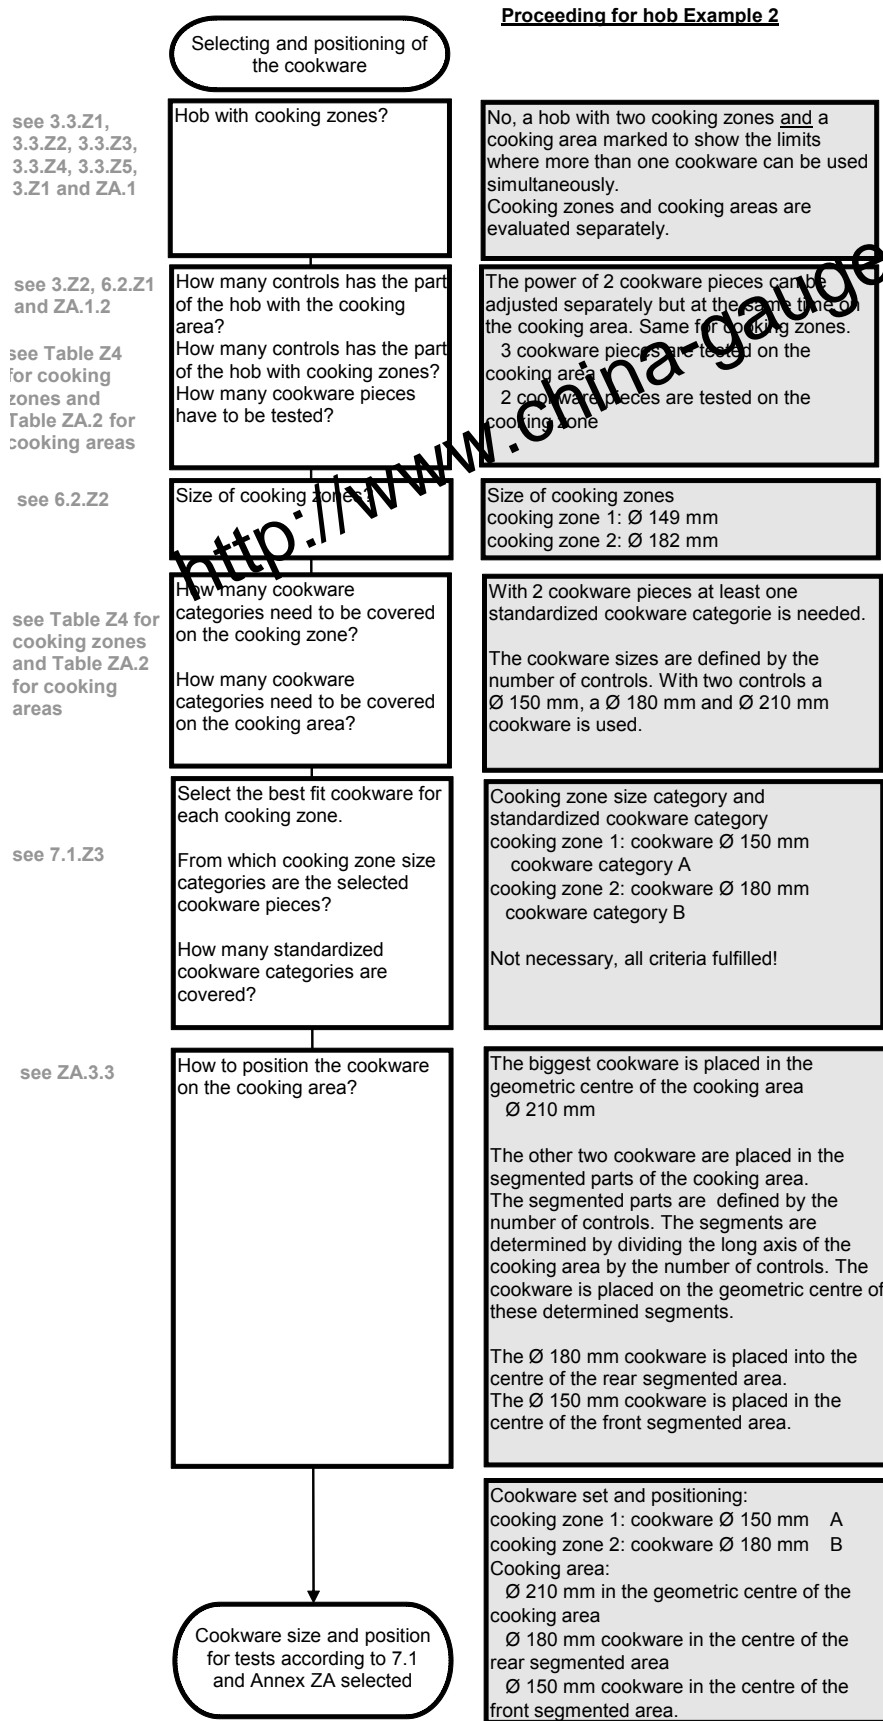 Proceeding for hob Example 2
Selecting and positioning of
the cookware
see 3.3.Z1,
3.3.Z2, 3.3.Z3,
3.3.Z4, 3.3.Z5,
3.Z1 and ZA.1
Hob with cooking zones?
No, a hob with two cooking zones and a
cooking area marked to show the limits
where more than one cookware can be used
simultaneously.
Cooking zones and cooking areas are
evaluated separately.
see 3.Z2, 6.2.Z1
and ZA.1.2
see Table Z4
for cooking
zones and
Table ZA.2 for
cooking areas
How many controls has the part
of the hob with the cooking
area?
How many controls has the part
of the hob with cooking zones?
How many cookware pieces
have to be tested?
The power of 2 cookware pieces can be
adjusted separately but at the same time on
the cooking area. Same for cooking zones.
3 cookware pieces are tested on the
cooking area
2 cookware pieces are tested on the
cooking zone
see 6.2.Z2
Size of cooking zones?
Size of cooking zones
cooking zone 1: Ø 149 mm
cooking zone 2: Ø 182 mm
http://www.china-gauge
see Table Z4 for
cooking zones
and Table ZA.2
for cooking
areas
How many cookware
categories need to be covered
on the cooking zone?
How many cookware
categories need to be covered
on the cooking area?
With 2 cookware pieces at least one
standardized cookware categorie is needed.
The cookware sizes are defined by the
number of controls. With two controls a
Ø 150 mm, a Ø 180 mm and Ø 210 mm
cookware is used.
see 7.1.Z3
Select the best fit cookware for
each cooking zone.
From which cooking zone size
categories are the selected
cookware pieces?
How many standardized
cookware categories are
covered?
Cooking zone size category and
standardized cookware category
cooking zone 1: cookware Ø 150 mm
cookware category A
cooking zone 2: cookware Ø 180 mm
cookware category B
Not necessary, all criteria fulfilled!
see ZA.3.3
How to position the cookware
on the cooking area?
The biggest cookware is placed in the
geometric centre of the cooking area
Ø 210 mm
The other two cookware are placed in the
segmented parts of the cooking area.
The segmented parts are defined by the
number of controls. The segments are
determined by dividing the long axis of the
cooking area by the number of controls. The
cookware is placed on the geometric centre of
these determined segments.
The Ø 180 mm cookware is placed into the
centre of the rear segmented area.
The Ø 150 mm cookware is placed in the
centre of the front segmented area.
Cookware size and position
for tests according to 7.1
and Annex ZA selected
Cookware set and positioning:
cooking zone 1: cookware Ø 150 mm A
cooking zone 2: cookware Ø 180 mm B
Cooking area:
Ø 210 mm in the geometric centre of the
cooking area
Ø 180 mm cookware in the centre of the
rear segmented area
Ø 150 mm cookware in the centre of the
front segmented area.